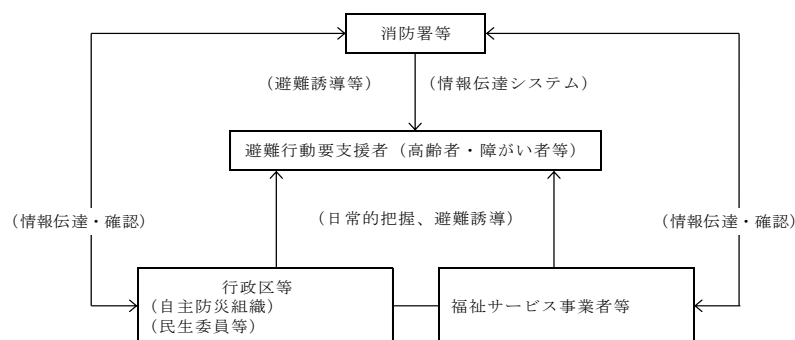 消防署等
（避難誘導等）
（情報伝達システム）
避難行動要支援者（高齢者・障がい者等）
（情報伝達・確認）
（日常的把握、避難誘導）
（情報伝達・確認）
行政区等
（自主防災組織）
（民生委員等）
福祉サービス事業者等